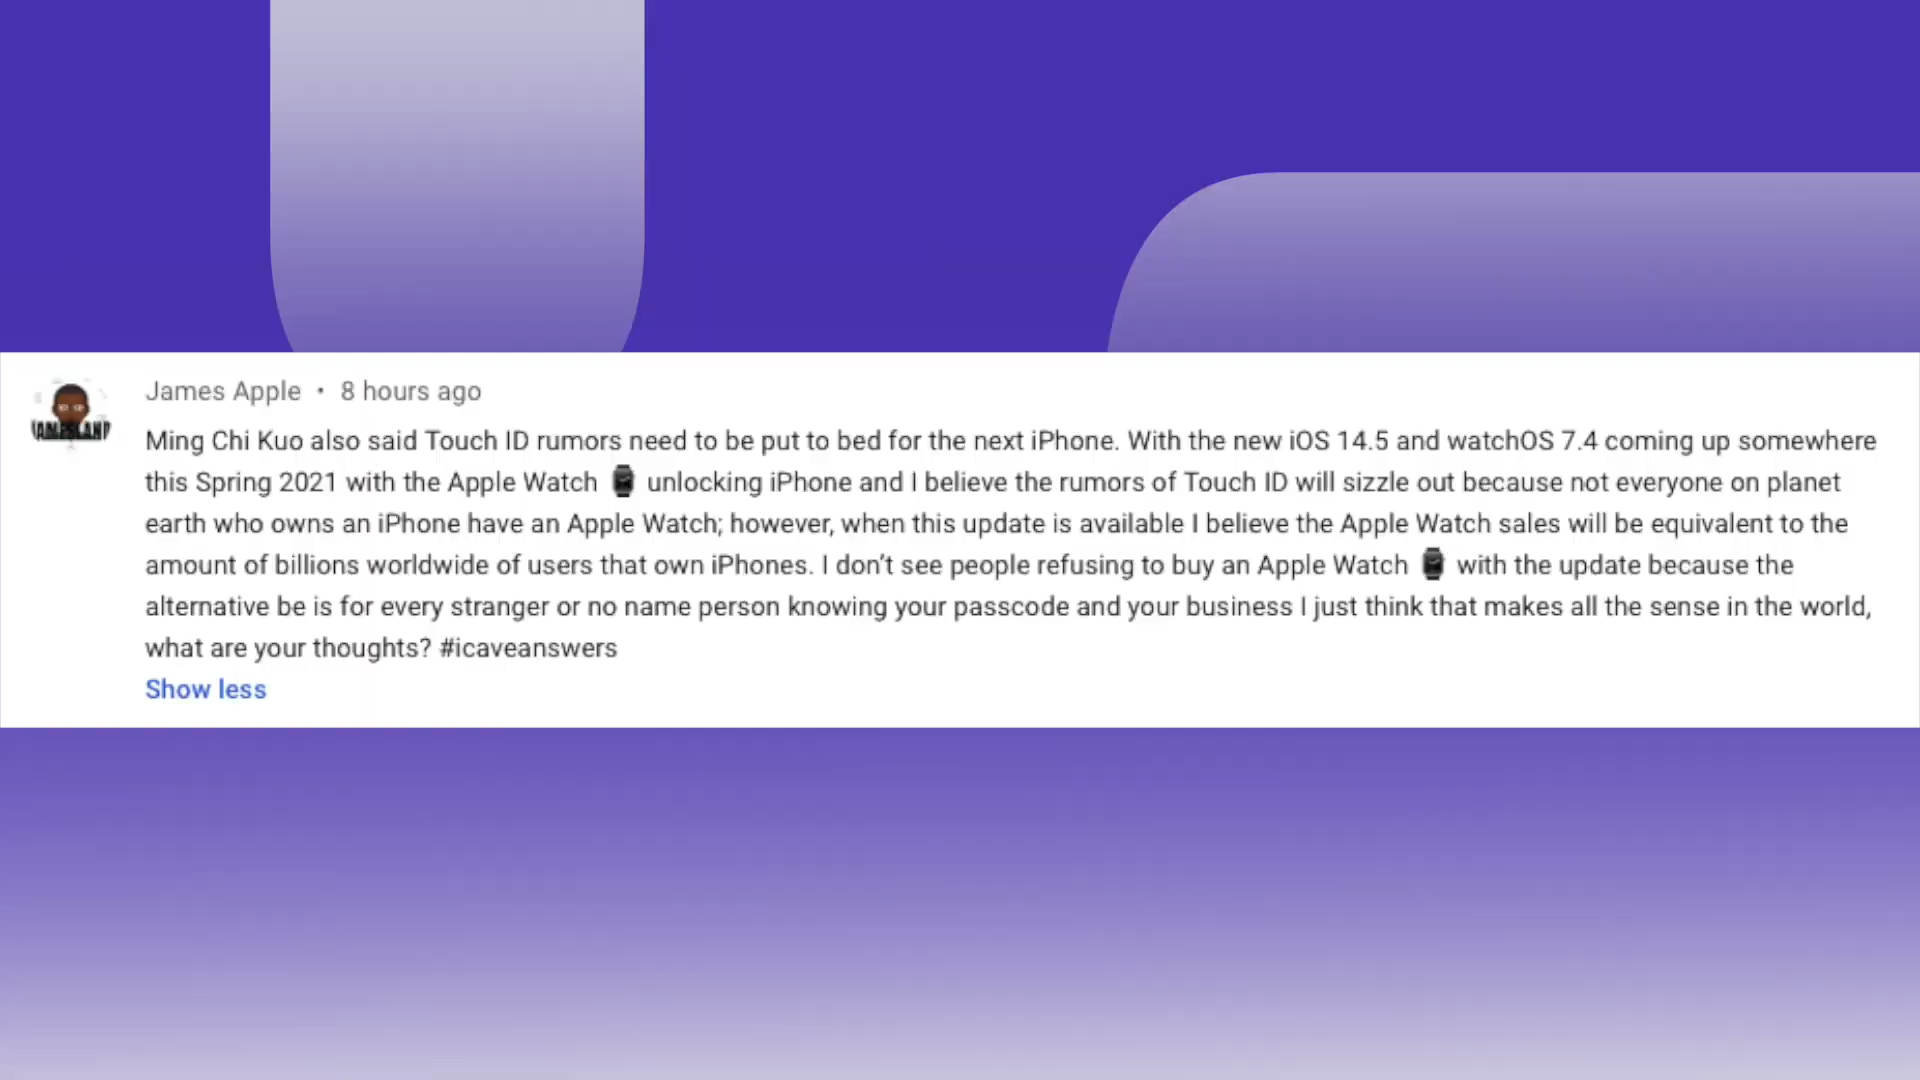 James Apple • 8 hours ago
Ming Chi Kuo also said Touch ID rumors need to be put to bed for the next iPhone. With the new iOS 14.5 and watchOS 7.4 coming up somewhere
this Spring 2021 with the Apple Watch ⌚ unlocking iPhone and I believe the rumors of Touch ID will sizzle out because not everyone on planet
earth who owns an iPhone have an Apple Watch; however, when this update is available I believe the Apple Watch sales will be equivalent to the
amount of billions worldwide of users that own iPhones. I don’t see people refusing to buy an Apple Watch ⌚ with the update because the
alternative be is for every stranger or no name person knowing your passcode and your business I just think that makes all the sense in the world,
what are your thoughts? #icaveanswers
Show less